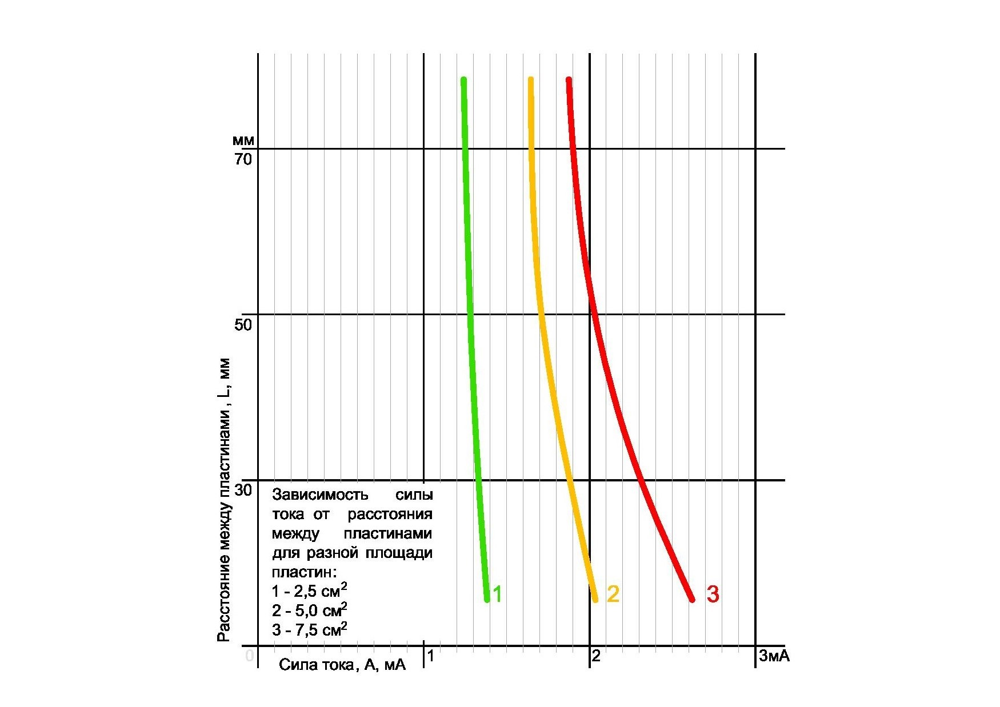 мм
70
50
30
Расстояние между пластинами , L, мм
Зависимость силы
тока от расстояния
между пластинами
для разной площади
пластин:
1 - 2,5 см²
2 - 5,0 см²
3 - 7,5 см²
1
2
3
0
1
2
3мА
Сила тока, А, мА